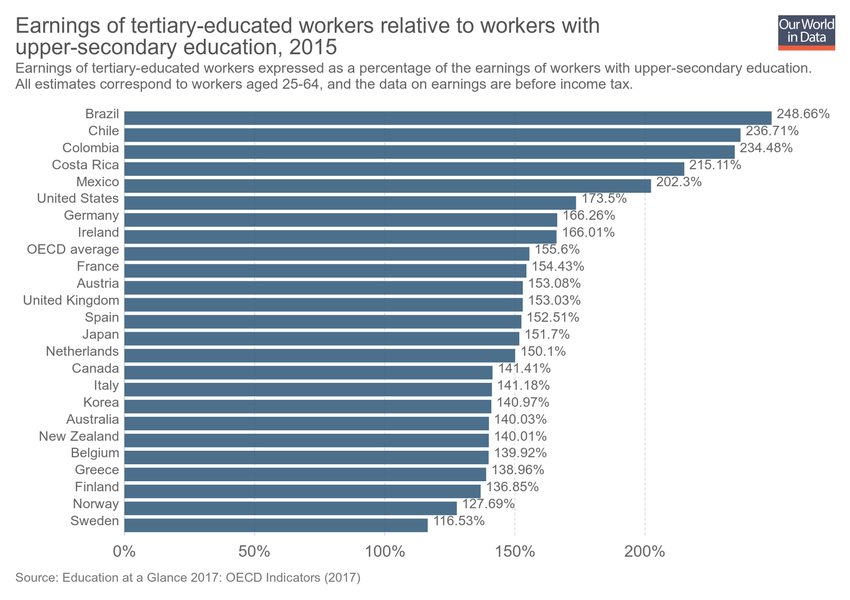 Earnings of tertiary-educated workers relative to workers with
upper-secondary education, 2015
Our World
in Data
Earnings of tertiary-educated workers expressed as a percentage of the earnings of workers with upper-secondary education.
All estimates correspond to workers aged 25-64, and the data on earnings are before income tax.
Brazil 248.66%
Chile 236.71%
Colombia 234.48%
Costa Rica 215.11%
Mexico 202.3%
United States 173.5%
Germany 166.26%
Ireland 166.01%
OECD average 155.6%
France 154.43%
Austria 153.08%
United Kingdom 153.03%
Spain 152.51%
Japan 151.7%
Netherlands 150.1%
Canada 141.41%
Italy 141.18%
Korea 140.97%
Australia 140.03%
New Zealand 140.01%
Belgium 139.92%
Greece 138.96%
Finland 136.85%
Norway 127.69%
Sweden 116.53%
0% 50% 100% 150% 200%
Source: Education at a Glance 2017: OECD Indicators (2017)